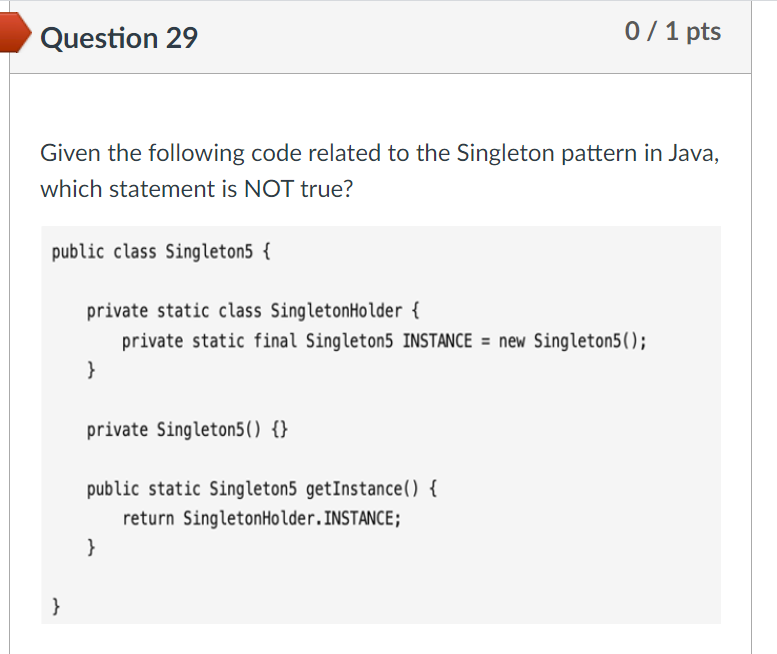 Question 29
0 / 1 pts
Given the following code related to the Singleton pattern in Java,
which statement is NOT true?
public class Singleton5 {
private static class SingletonHolder {
private static final Singleton5 INSTANCE = new Singleton5();
}
private Singleton5() {}
public static Singleton5 getInstance() {
return SingletonHolder.INSTANCE;
}
}